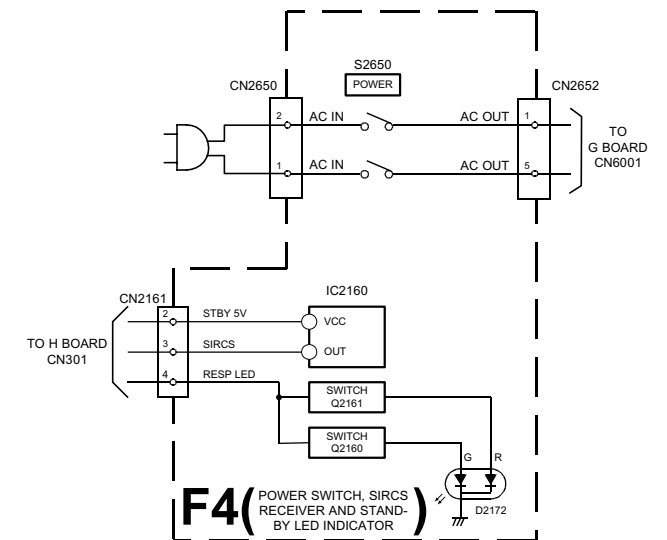 S2650
POWER
CN2650
CN2652
2
AC IN
AC OUT
1
1
AC IN
AC OUT
5
TO
G BOARD
CN6001
CN2161
IC2160
2
STBY 5V
VCC
TO H BOARD
CN301
3
SIRCS
OUT
4
RESP LED
SWITCH
Q2161
SWITCH
Q2160
G
R
D2172
F4(
POWER SWITCH, SIRCS
RECEIVER AND STAND-
BY LED INDICATOR
)